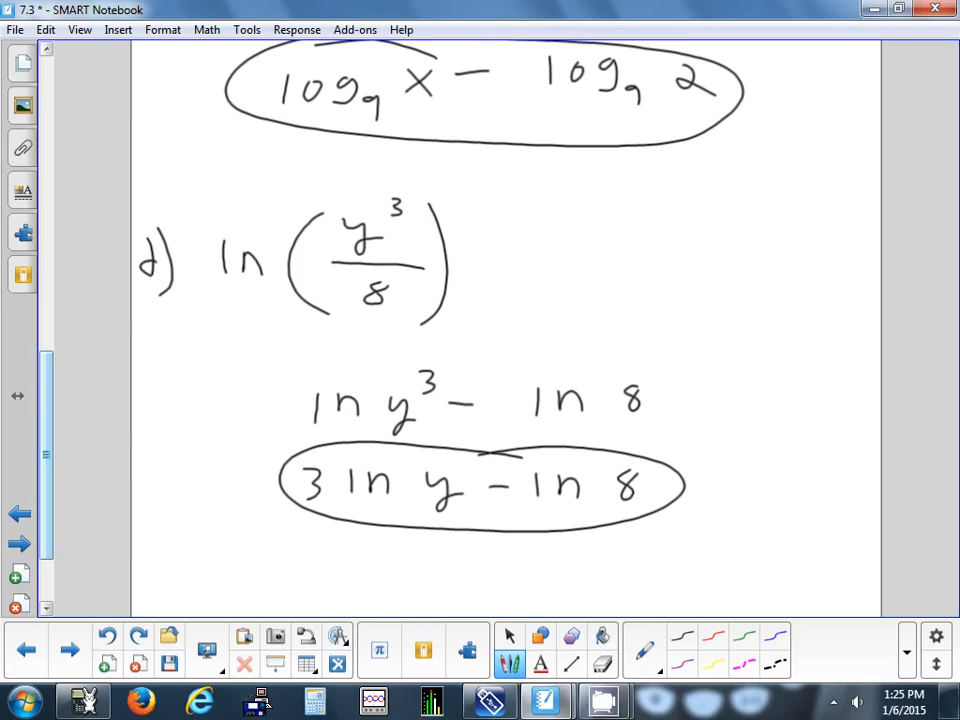 7.3 * - SMART Notebook
File Edit View Insert Format Math Tools Response Add-ons Help
log₉ x - log₉ 2
d) ln (y³/8)
ln y³ - ln 8
3 ln y - ln 8
1:25 PM
1/6/2015